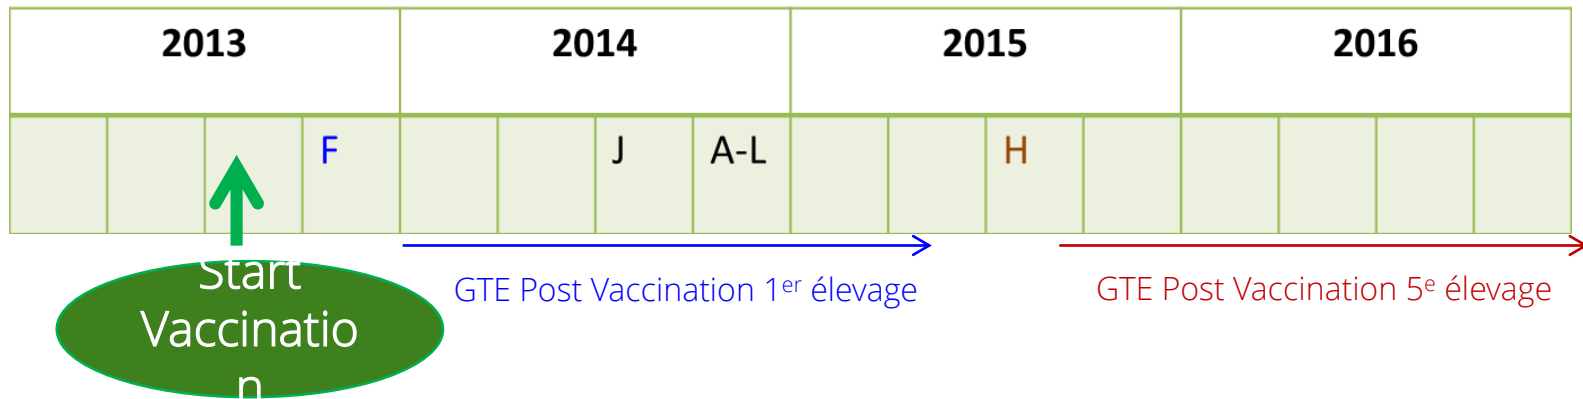 2013 2014 2015 2016
F J A-L H
Start
Vaccinatio
n
GTE Post Vaccination 1er élevage
GTE Post Vaccination 5e élevage